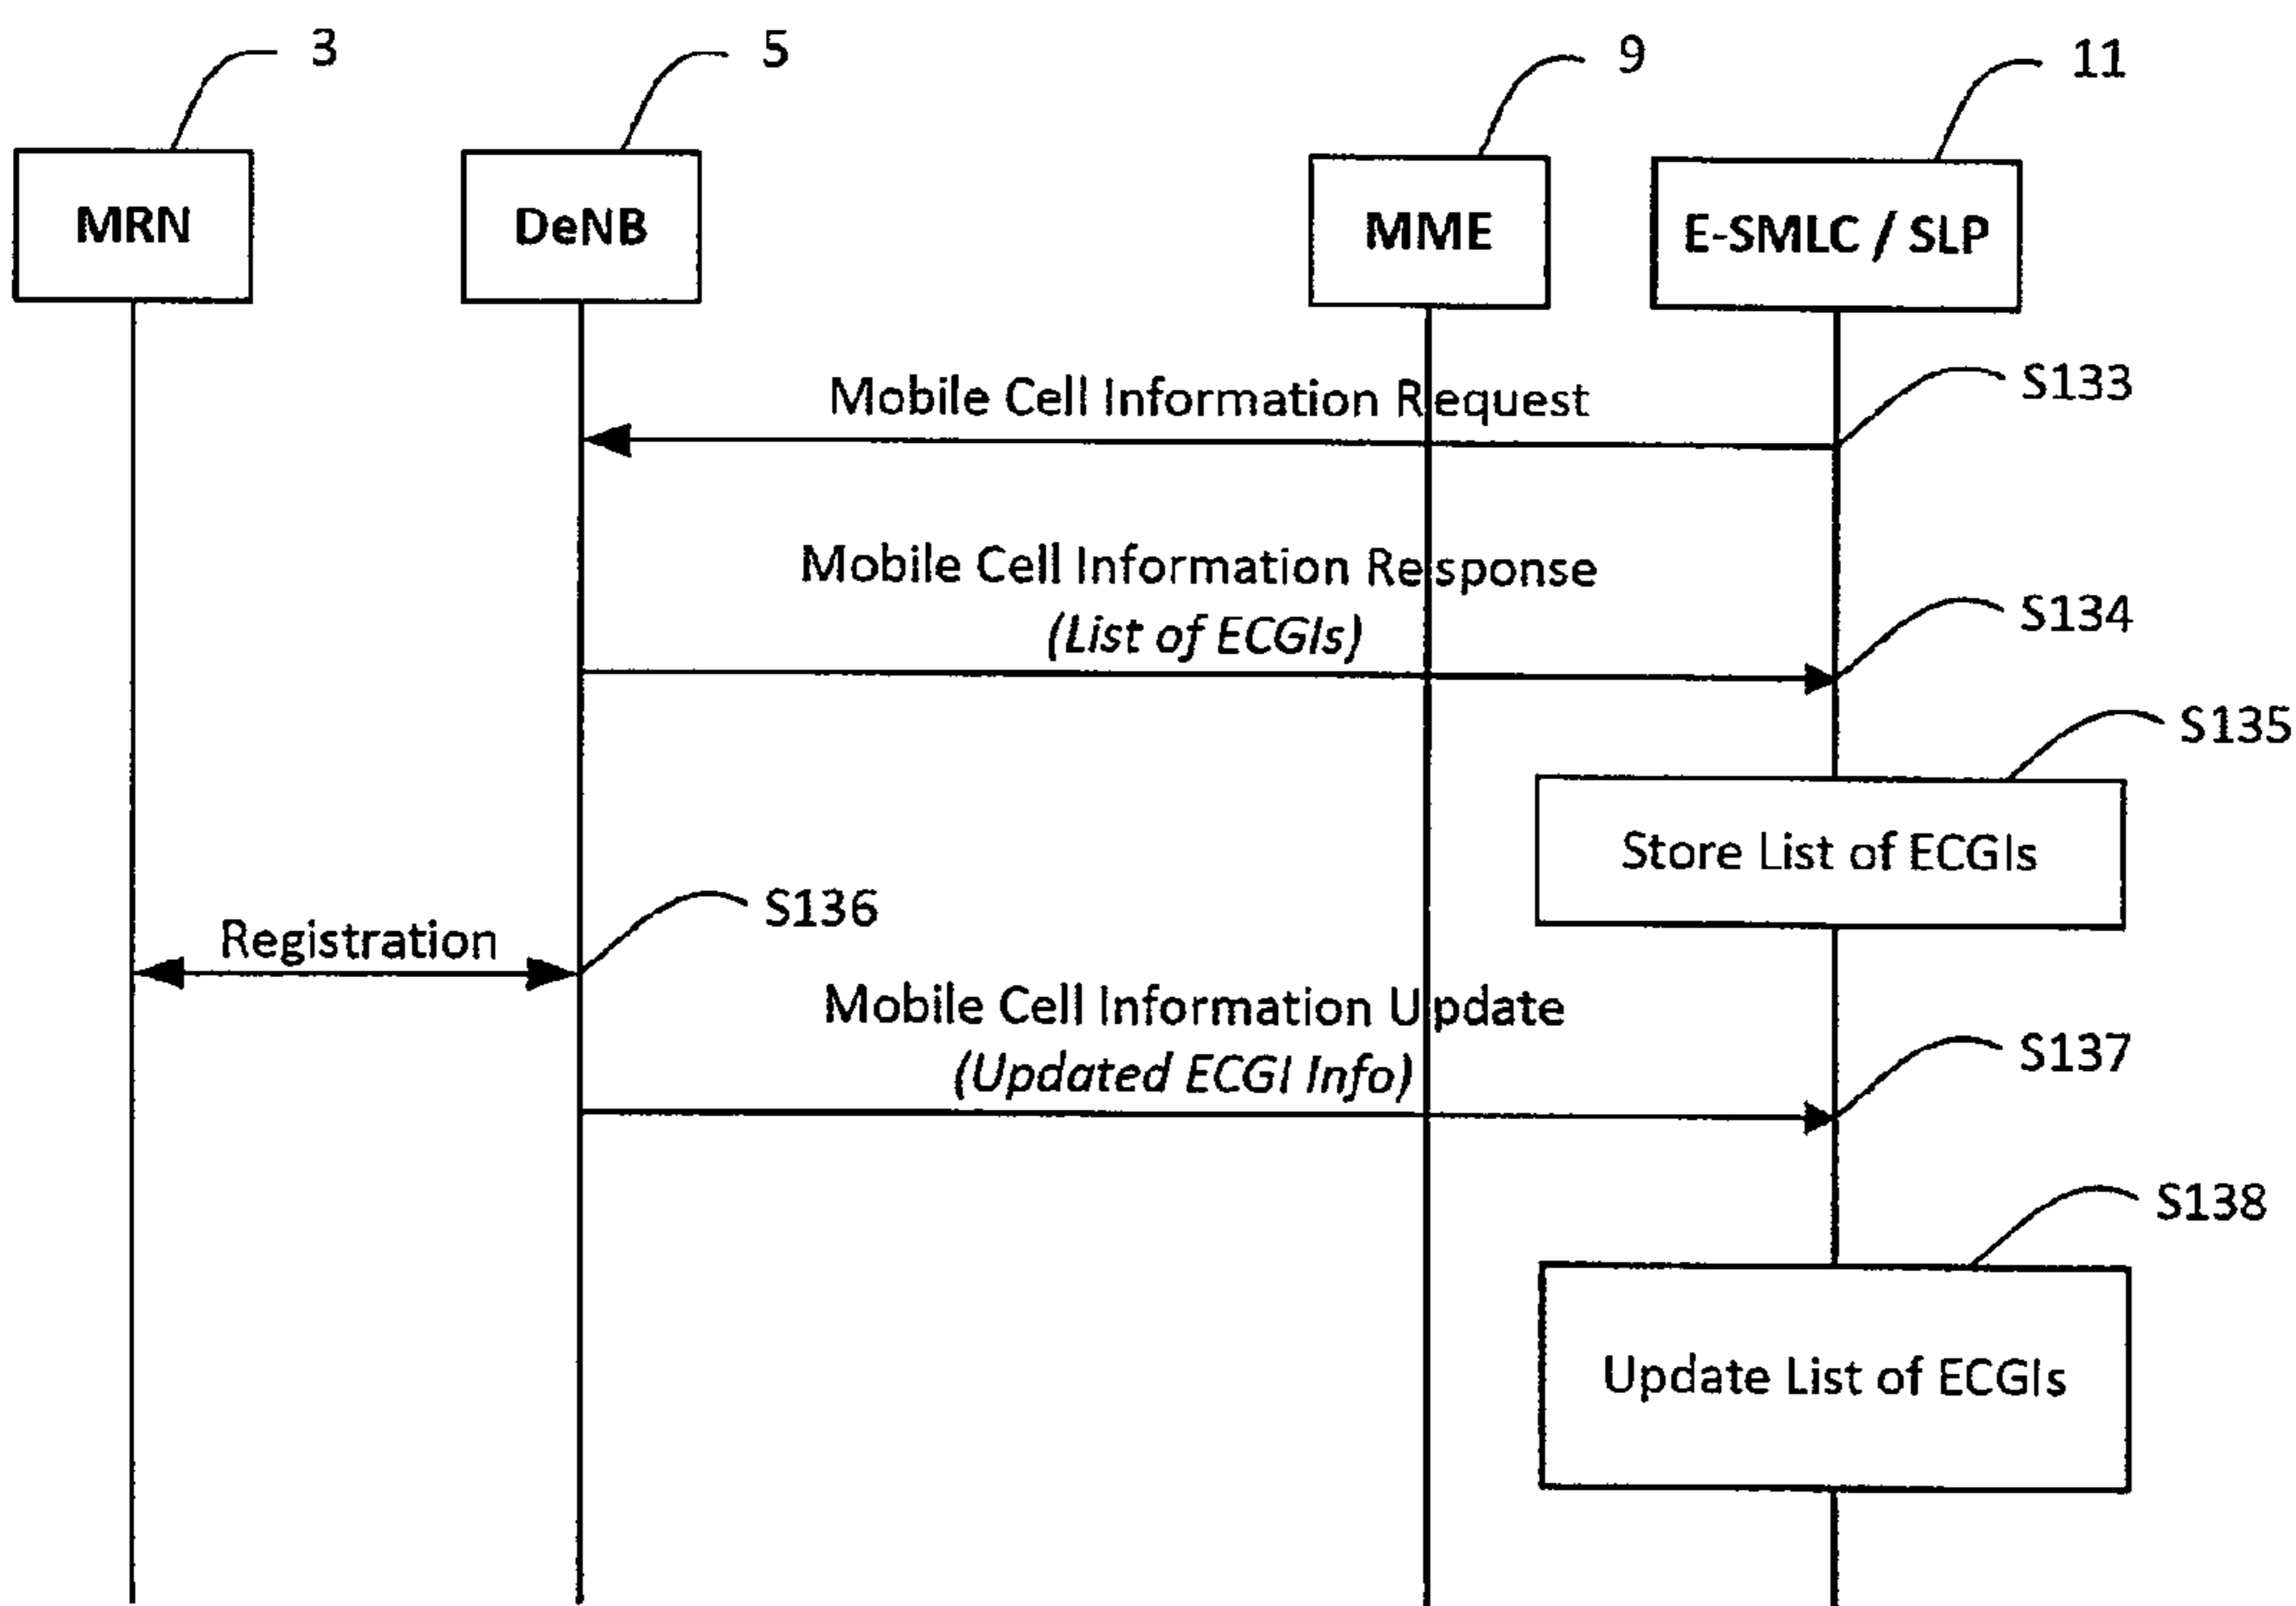 3
5
9
11
MRN
DeNB
MME
E-SMLC / SLP
Mobile Cell Information Request
S133
Mobile Cell Information Response
(List of ECGIs)
S134
S135
Store List of ECGIs
S136
Registration
Mobile Cell Information Update
(Updated ECGI Info)
S137
S138
Update List of ECGIs